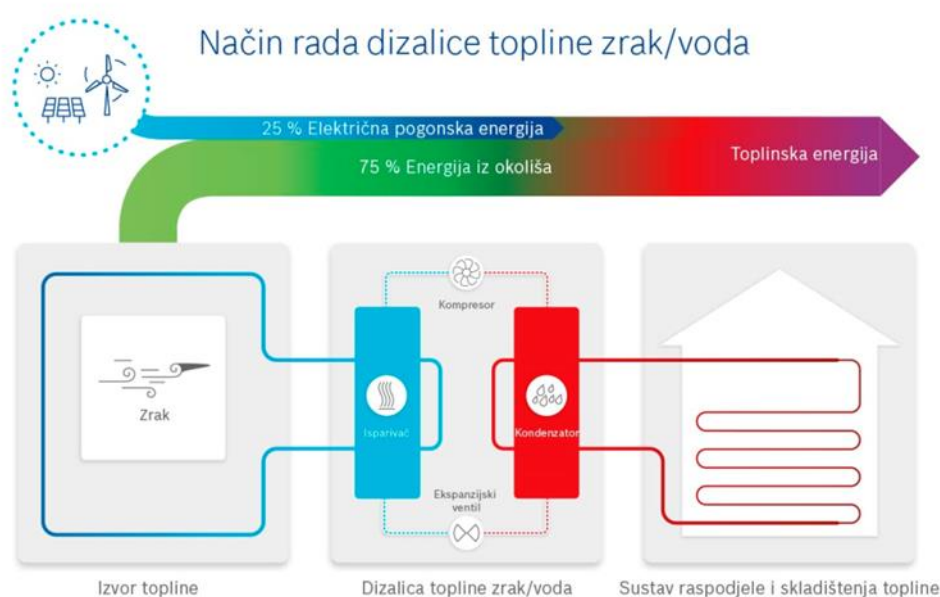 Način rada dizalice topline zrak/voda
25 % Električna pogonska energija
75 % Energija iz okoliša
Toplinska energija
Kompresor
Zrak
Isparivač
Kondenzator
Ekspanzijski
ventil
Izvor topline
Dizalica topline zrak/voda
Sustav raspodjele i skladištenja topline